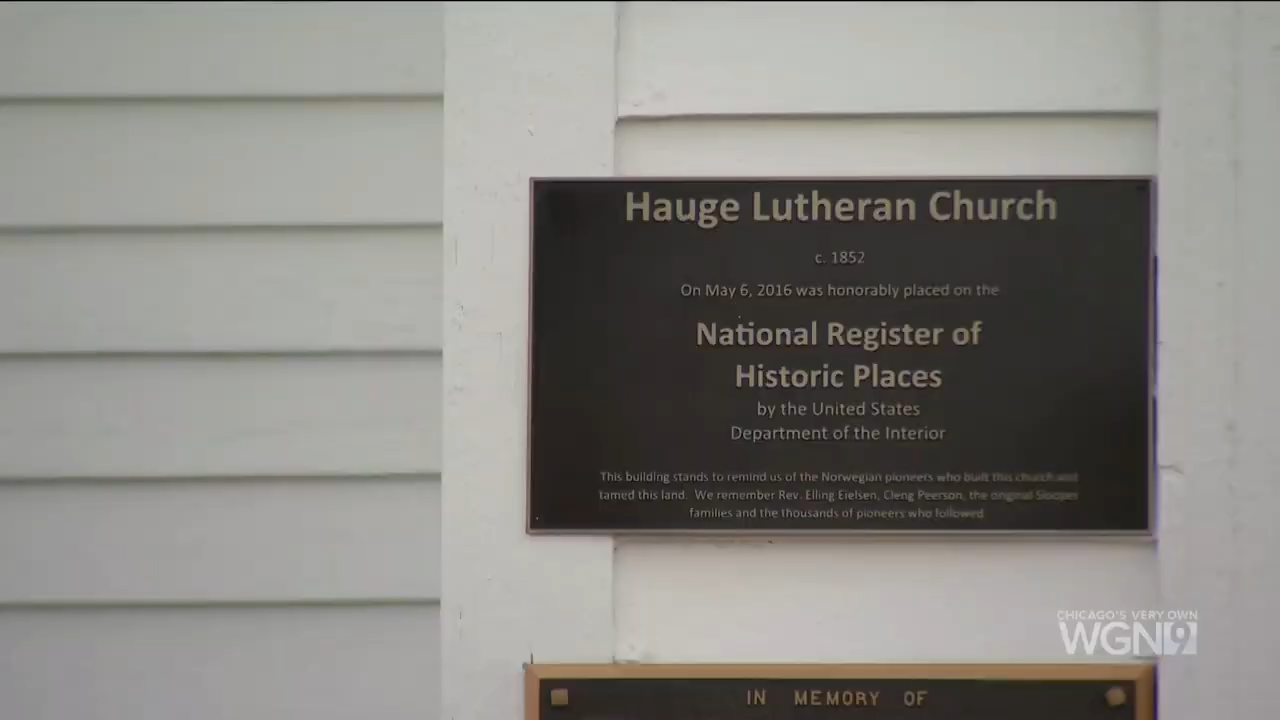 Hauge Lutheran Church
c. 1852
On May 6, 2016 was honorably placed on the
National Register of
Historic Places
by the United States
Department of the Interior
This building stands to remind us of the Norwegian pioneers who built this church and
tamed this land. We remember Rev. Elling Eielsen, Cleng Peerson, the original Slooper
families and the thousands of pioneers who followed
CHICAGO'S VERY OWN
WGN9
IN MEMORY OF